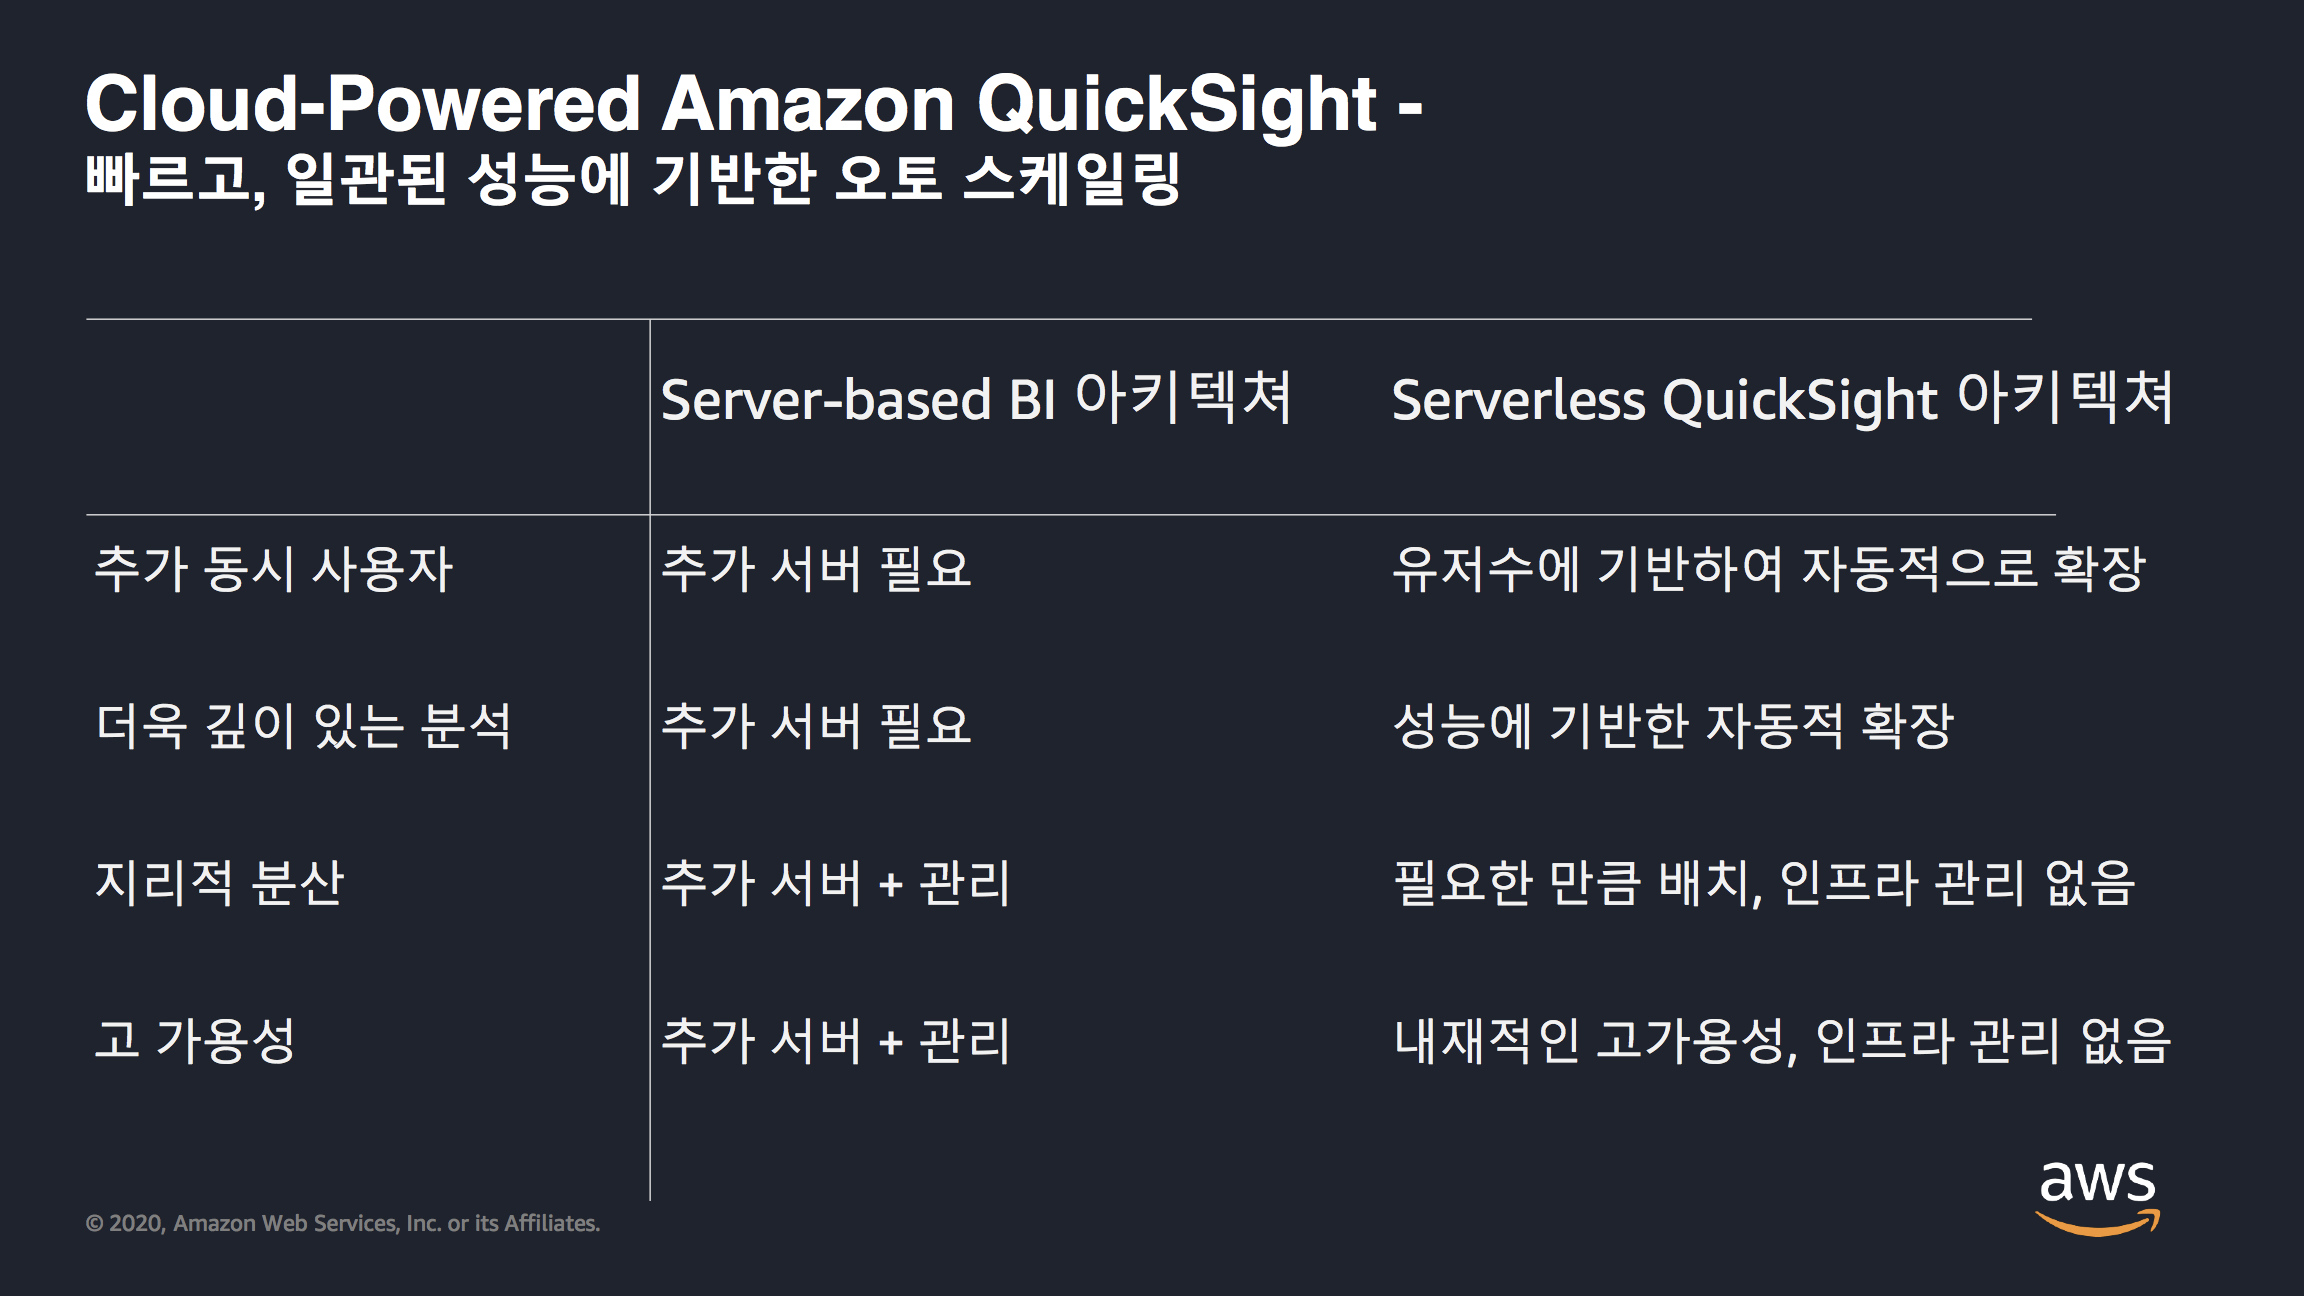 Cloud-Powered Amazon QuickSight -
빠르고, 일관된 성능에 기반한 오토 스케일링
Server-based BI 아키텍쳐 Serverless QuickSight 아키텍쳐
추가 동시 사용자 추가 서버 필요 유저수에 기반하여 자동적으로 확장
더욱 깊이 있는 분석 추가 서버 필요 성능에 기반한 자동적 확장
지리적 분산 추가 서버 + 관리 필요한 만큼 배치, 인프라 관리 없음
고 가용성 추가 서버 + 관리 내재적인 고가용성, 인프라 관리 없음
aws
© 2020, Amazon Web Services, Inc. or its Affiliates.